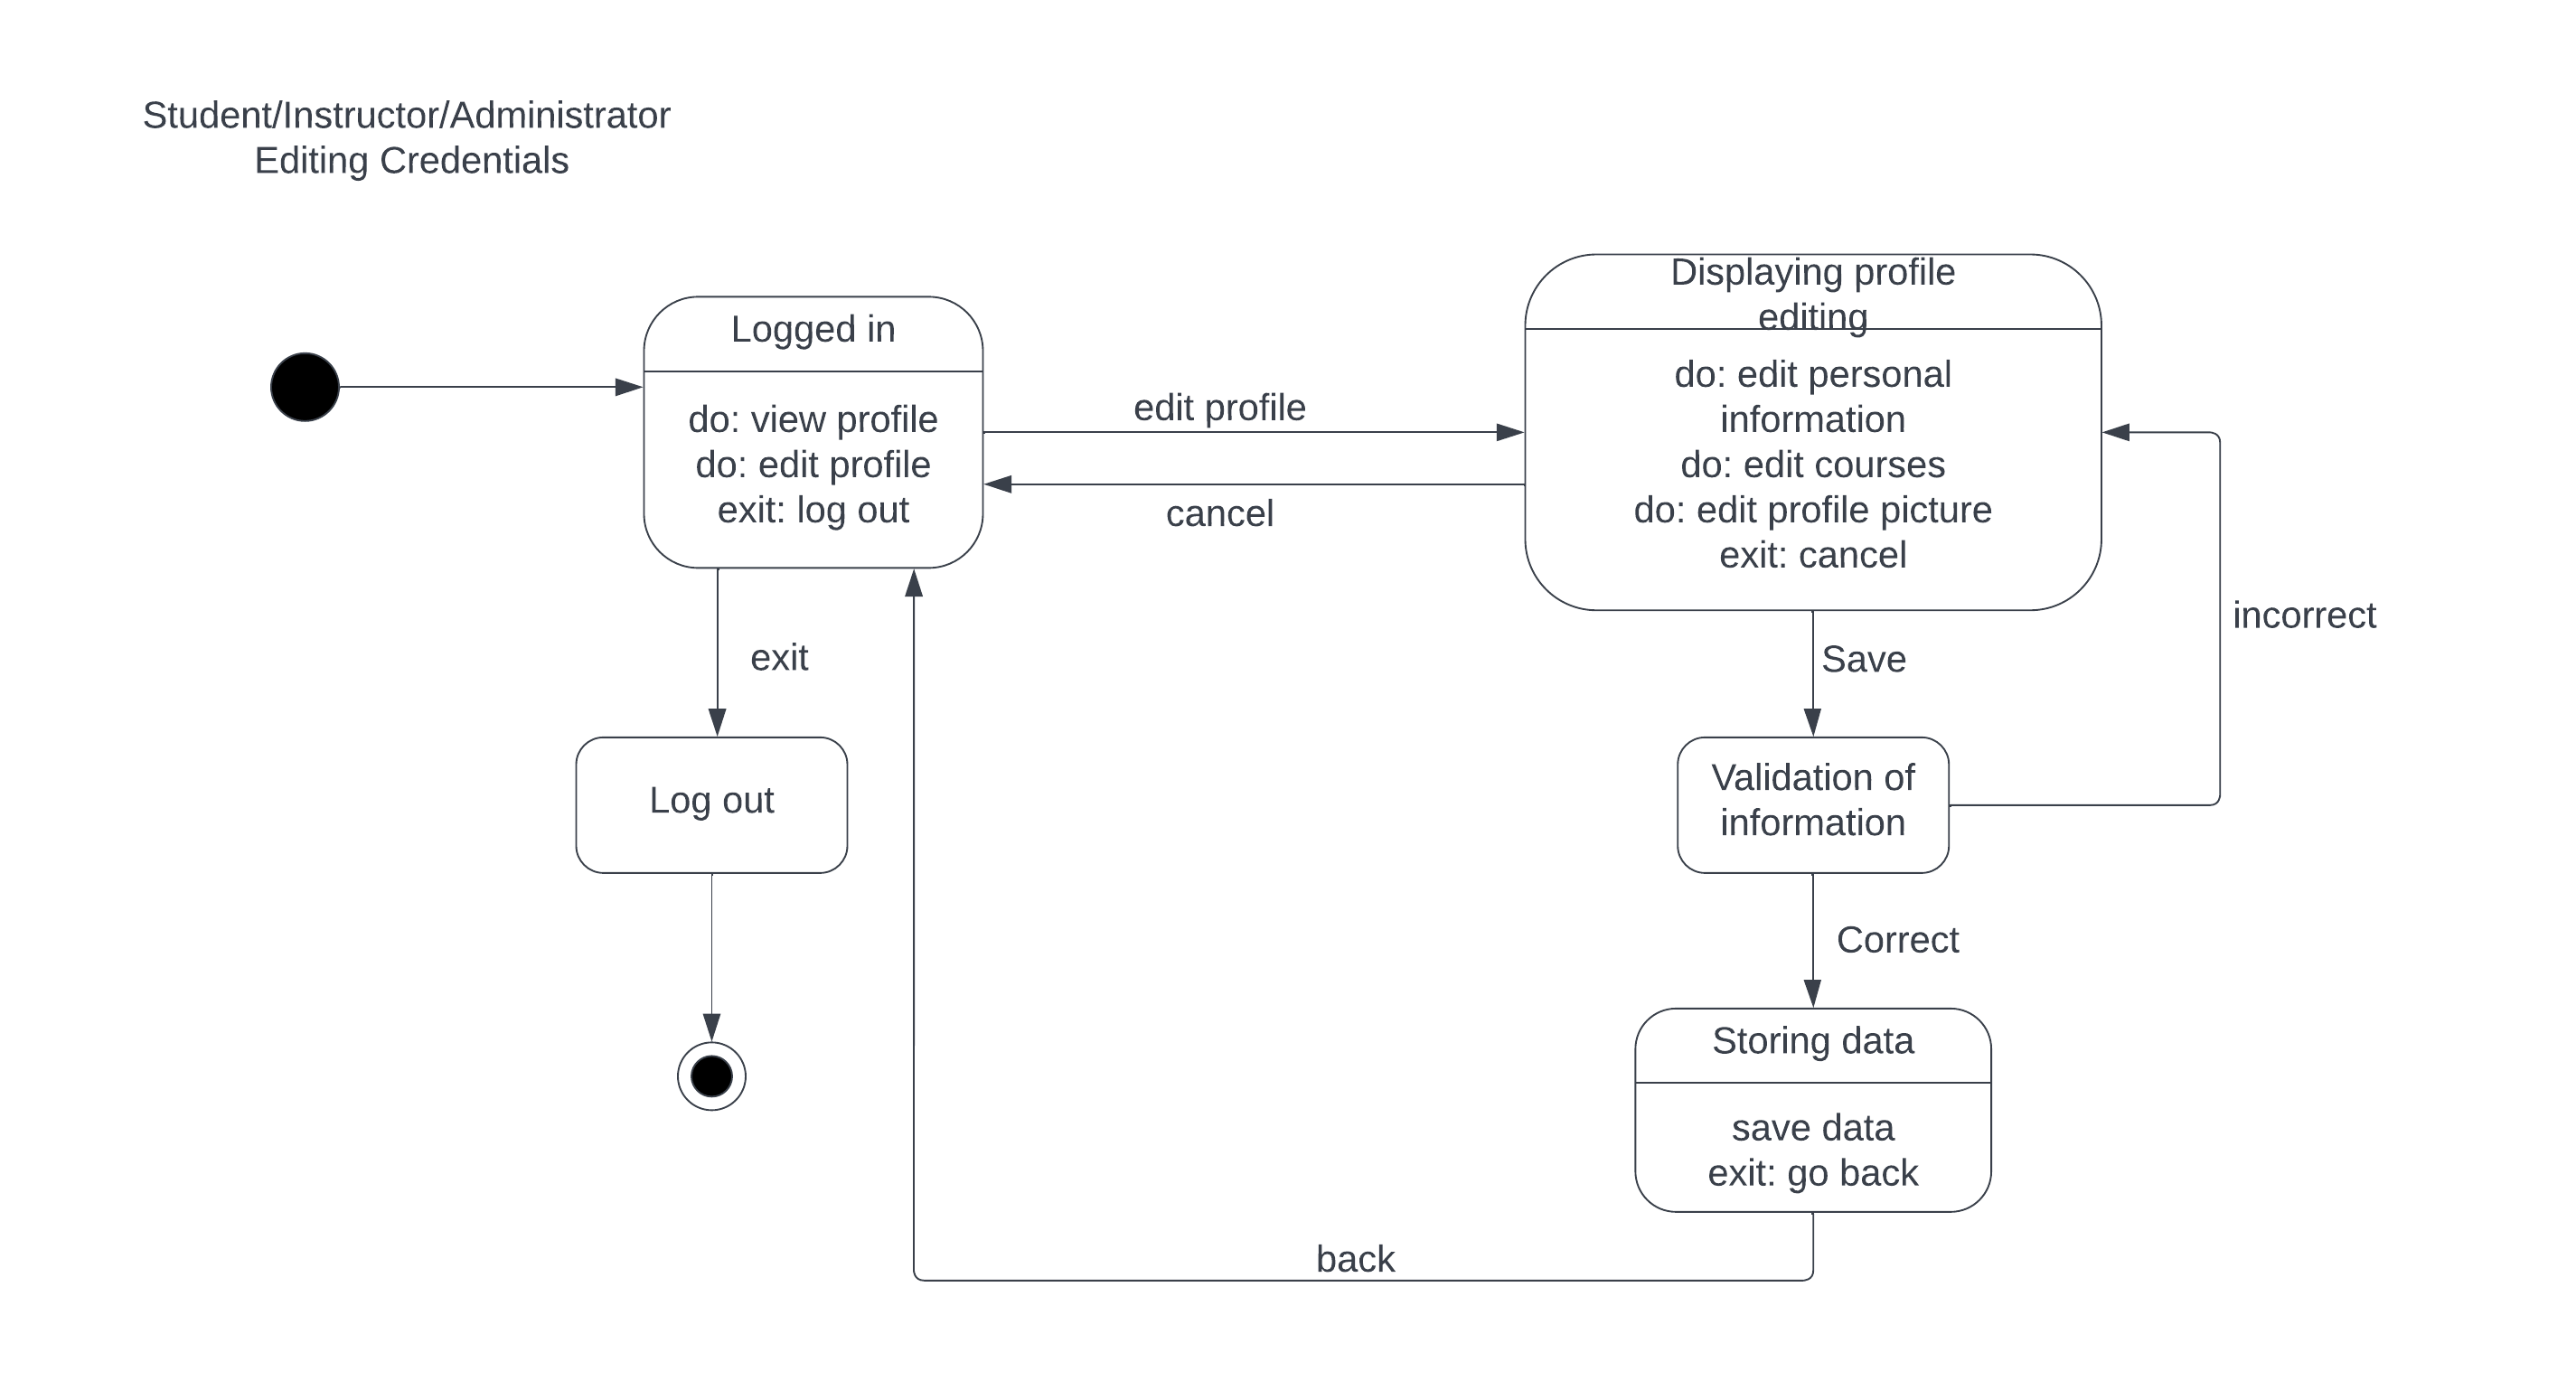 Student/Instructor/Administrator
Editing Credentials
Logged in
do: view profile
do: edit profile
exit: log out
edit profile
cancel
Displaying profile
editing
do: edit personal
information
do: edit courses
do: edit profile picture
exit: cancel
incorrect
exit
Save
Log out
Validation of
information
Correct
Storing data
save data
exit: go back
back